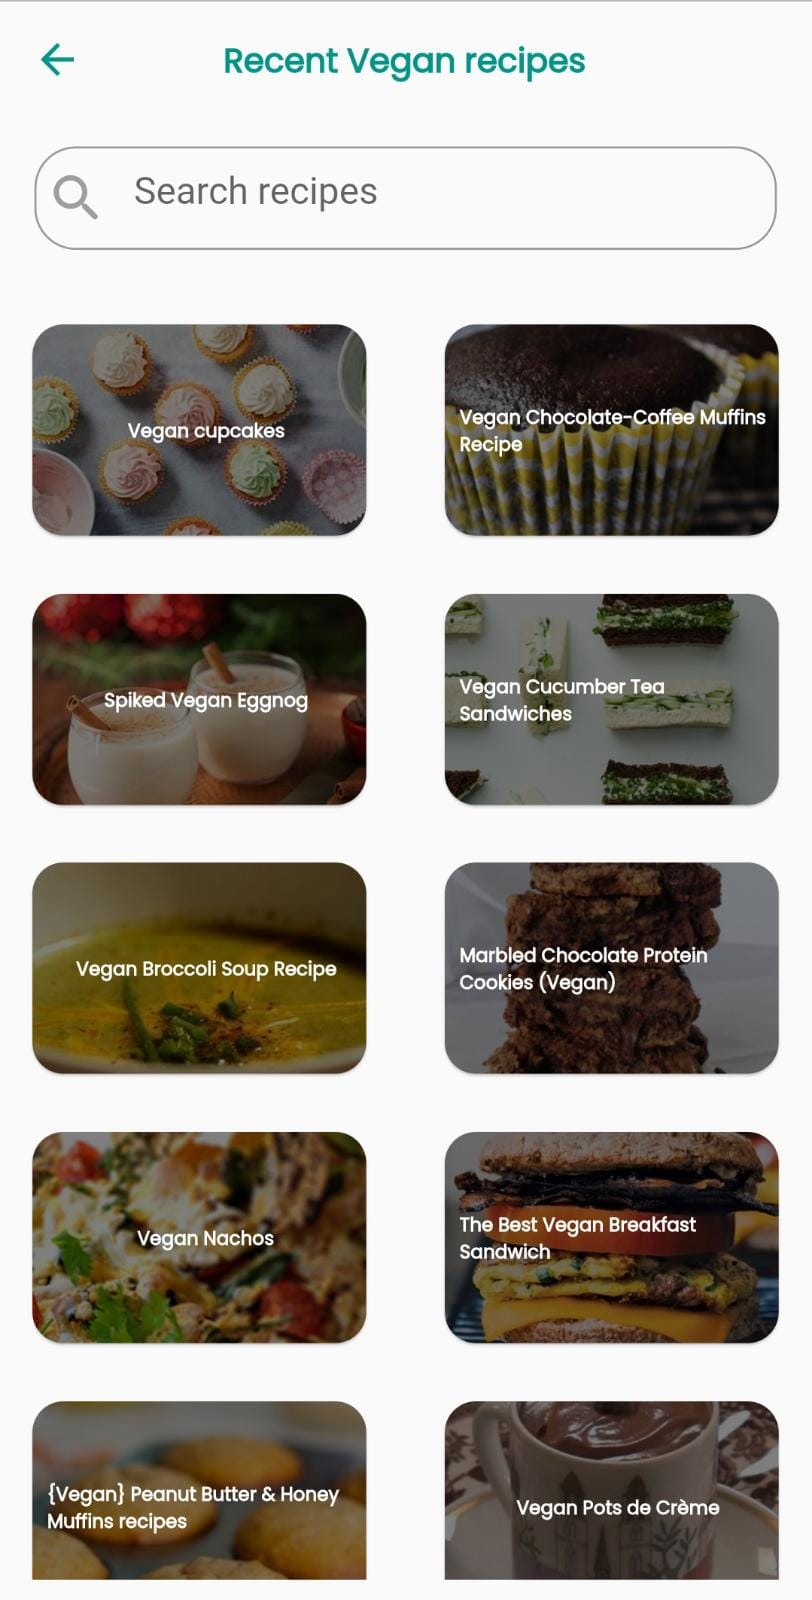 Recent Vegan recipes
Search recipes
Vegan cupcakes
Vegan Chocolate-Coffee Muffins
Recipe
Spiked Vegan Eggnog
Vegan Cucumber Tea
Sandwiches
Vegan Broccoli Soup Recipe
Marbled Chocolate Protein
Cookies (Vegan)
Vegan Nachos
The Best Vegan Breakfast
Sandwich
{Vegan} Peanut Butter & Honey
Muffins recipes
Vegan Pots de Crème